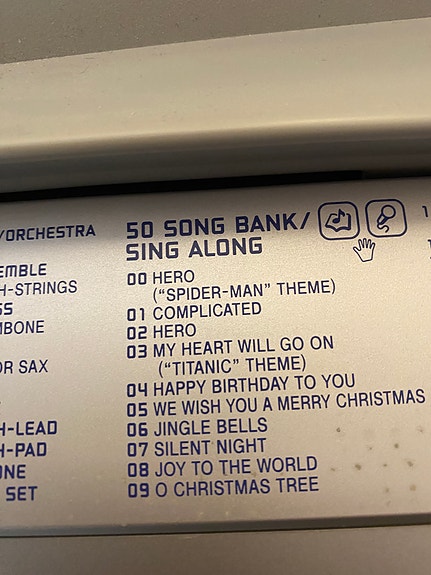 /ORCHESTRA
EMBLE
H-STRINGS
SS
MBONE
OR SAX
H-LEAD
H-PAD
ONE
SET
50 SONG BANK/
SING ALONG
00 HERO
("SPIDER-MAN" THEME)
01 COMPLICATED
02 HERO
03 MY HEART WILL GO ON
("TITANIC" THEME)
04 HAPPY BIRTHDAY TO YOU
05 WE WISH YOU A MERRY CHRISTMAS
06 JINGLE BELLS
07 SILENT NIGHT
08 JOY TO THE WORLD
09 O CHRISTMAS TREE